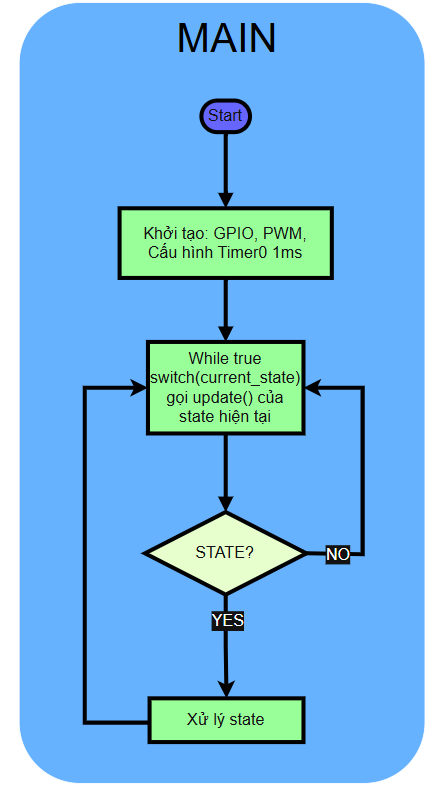 MAIN
Start
Khởi tạo: GPIO, PWM,
Cấu hình Timer0 1ms
While true
switch(current_state)
gọi update() của
state hiện tại
STATE?
NO
YES
Xử lý state